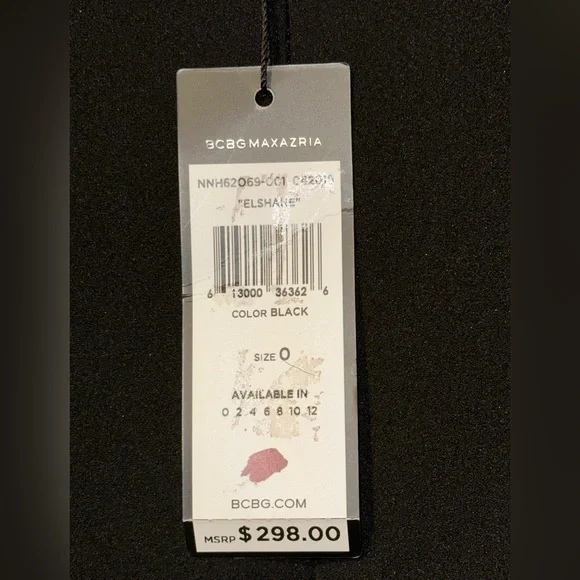 BCBGMAXAZRIA
NNH62O69-001 042019
"ELSHANE"
6 13000 36362 6
COLOR BLACK
SIZE 0
AVAILABLE IN
0 2 4 6 8 10 12
BCBG.COM
MSRP $298.00